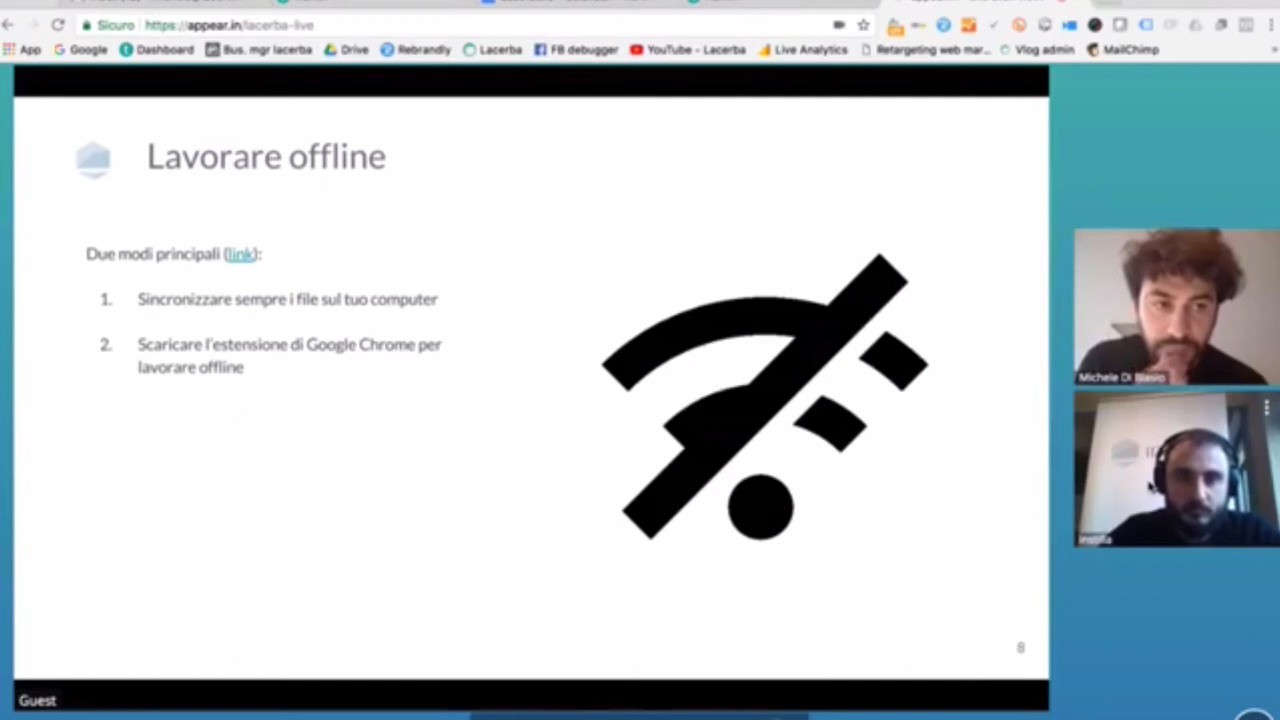 Sicuro https://appear.in/lacerba-live
App Google Dashboard Bus. mgr lacerba Drive Rebrandly Lacerba FB debugger YouTube - Lacerba Live Analytics Retargeting web mar... Vlog admin MailChimp
Lavorare offline
Due modi principali (link):
1. Sincronizzare sempre i file sul tuo computer
2. Scaricare l'estensione di Google Chrome per
lavorare offline
Michele Di Blasio
Instilla
8
Guest